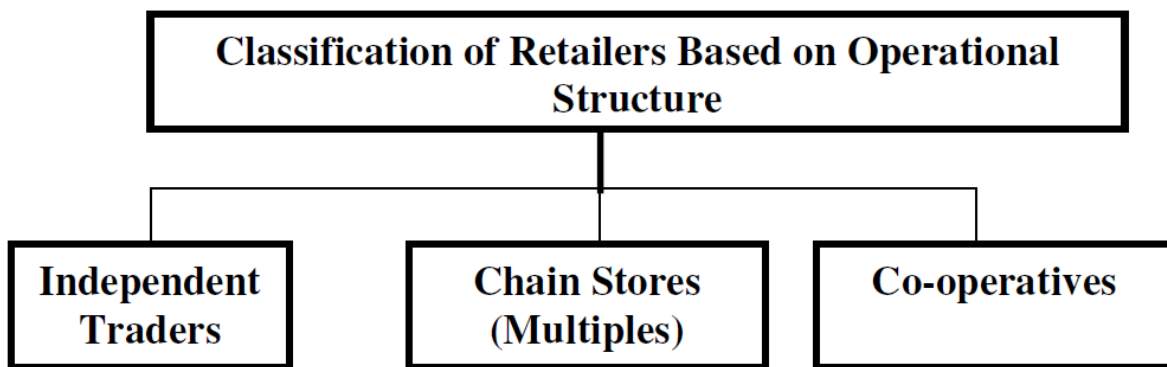 Classification of Retailers Based on Operational
Structure
Independent
Traders
Chain Stores
(Multiples)
Co-operatives